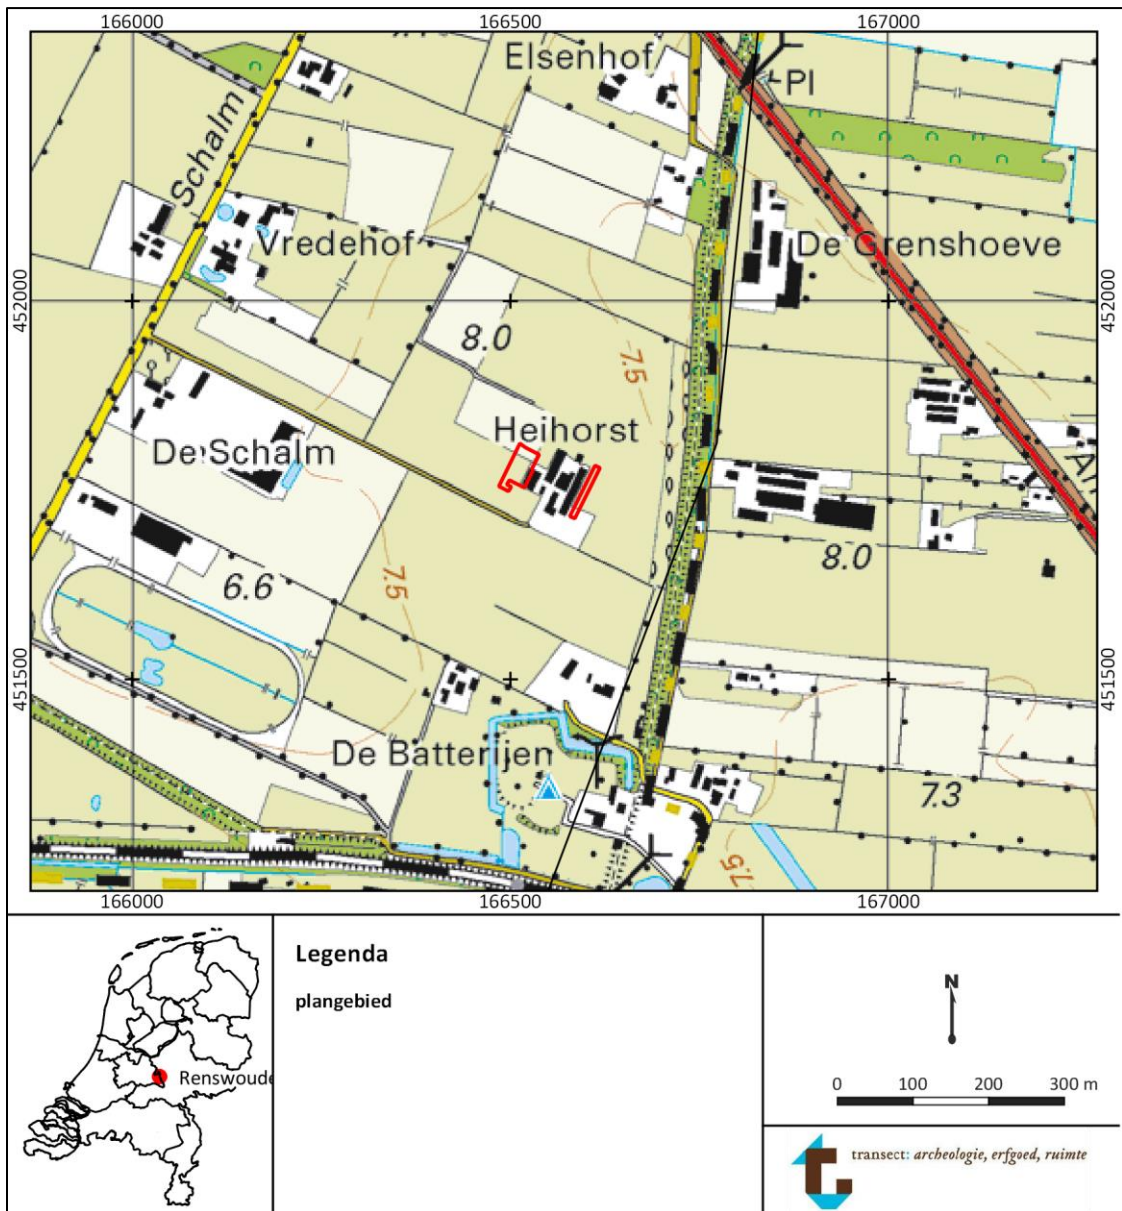 166000 166500 167000
Elsenhof
Pl
Schalm
Vredehof
De Grenshoeve
452000 452000
8.0
7.5
Heihorst
De Schalm
8.0
7.5
6.6
451500 451500
De Batterijen
7.3
7.5
166000 166500 167000
Legenda
plangebied
Renswoude
N
0 100 200 300 m
transect: archeologie, erfgoed, ruimte